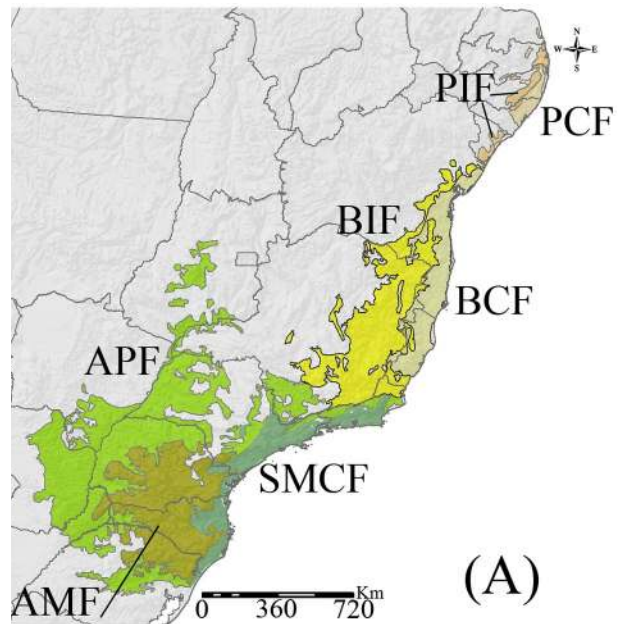 N
W E
S
PIF
PCF
BIF
BCF
APF
SMCF
(A)
AMF
Km
0 360 720